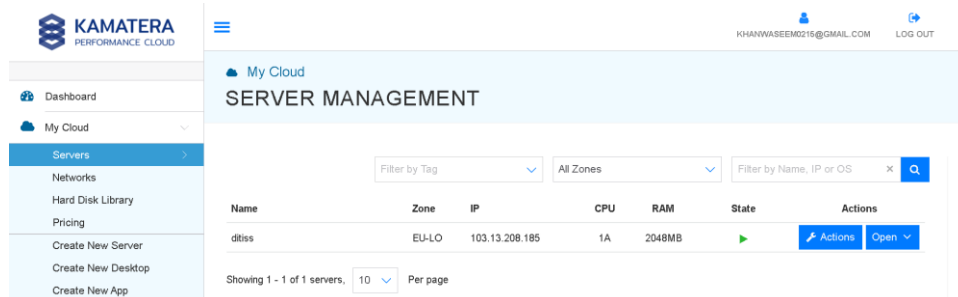 KAMATERA
PERFORMANCE CLOUD
KHANWASEEM0215@GMAIL.COM
LOG OUT
Dashboard
My Cloud
Servers
Networks
Hard Disk Library
Pricing
Create New Server
Create New Desktop
Create New App
My Cloud
SERVER MANAGEMENT
Filter by Tag
All Zones
Filter by Name, IP or OS
Name Zone IP CPU RAM State Actions
ditiss EU-LO 103.13.208.185 1A 2048MB Actions Open
Showing 1 - 1 of 1 servers, 10 Per page